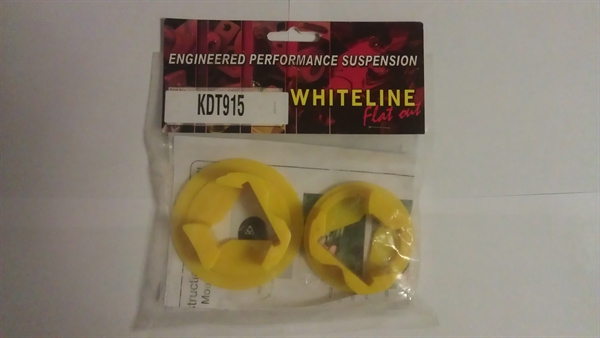 ENGINEERED PERFORMANCE SUSPENSION
KDT915
WHITELINE
Flat out